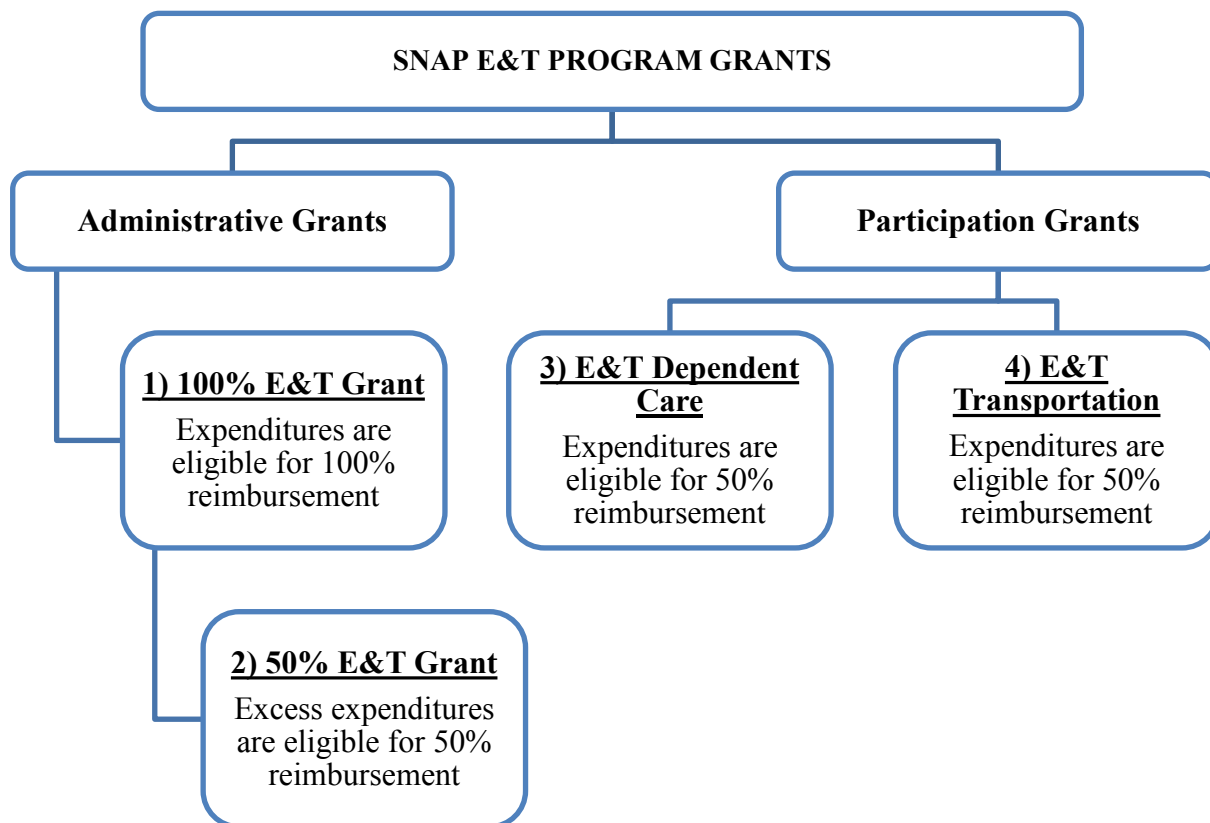 SNAP E&T PROGRAM GRANTS
Administrative Grants
Participation Grants
1) 100% E&T Grant
Expenditures are
eligible for 100%
reimbursement
2) 50% E&T Grant
Excess expenditures
are eligible for 50%
reimbursement
3) E&T Dependent
Care
Expenditures are
eligible for 50%
reimbursement
4) E&T
Transportation
Expenditures are
eligible for 50%
reimbursement